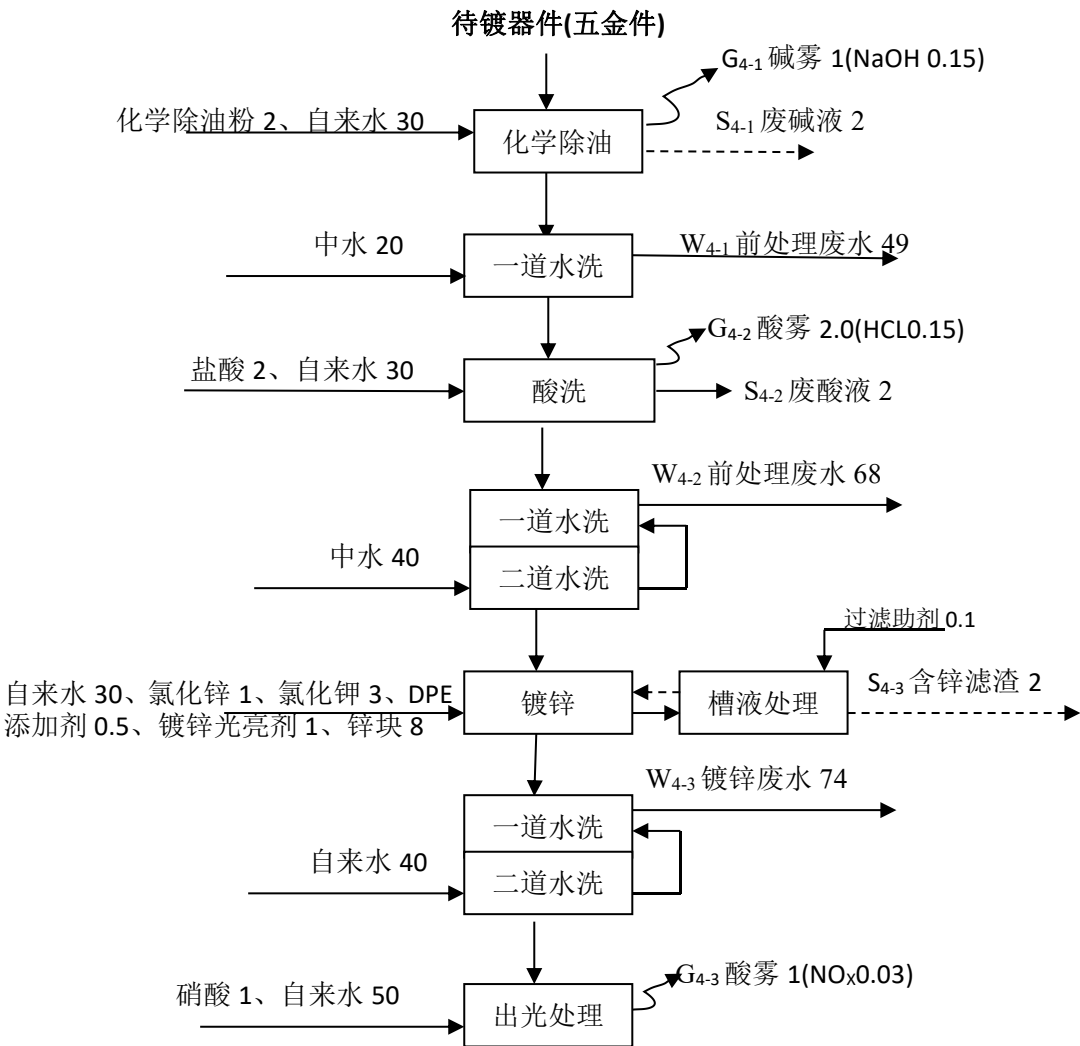 待镀器件(五金件)
G4-1 碱雾 1(NaOH 0.15)
化学除油粉 2、自来水 30
化学除油
S4-1 废碱液 2
中水 20
一道水洗
W4-1 前处理废水 49
G4-2 酸雾 2.0(HCL0.15)
盐酸 2、自来水 30
酸洗
S4-2 废酸液 2
W4-2 前处理废水 68
一道水洗
中水 40
二道水洗
过滤助剂 0.1
自来水 30、氯化锌 1、氯化钾 3、DPE
添加剂 0.5、镀锌光亮剂 1、锌块 8
镀锌
槽液处理
S4-3 含锌滤渣 2
W4-3 镀锌废水 74
一道水洗
自来水 40
二道水洗
G4-3 酸雾 1(NOX0.03)
硝酸 1、自来水 50
出光处理